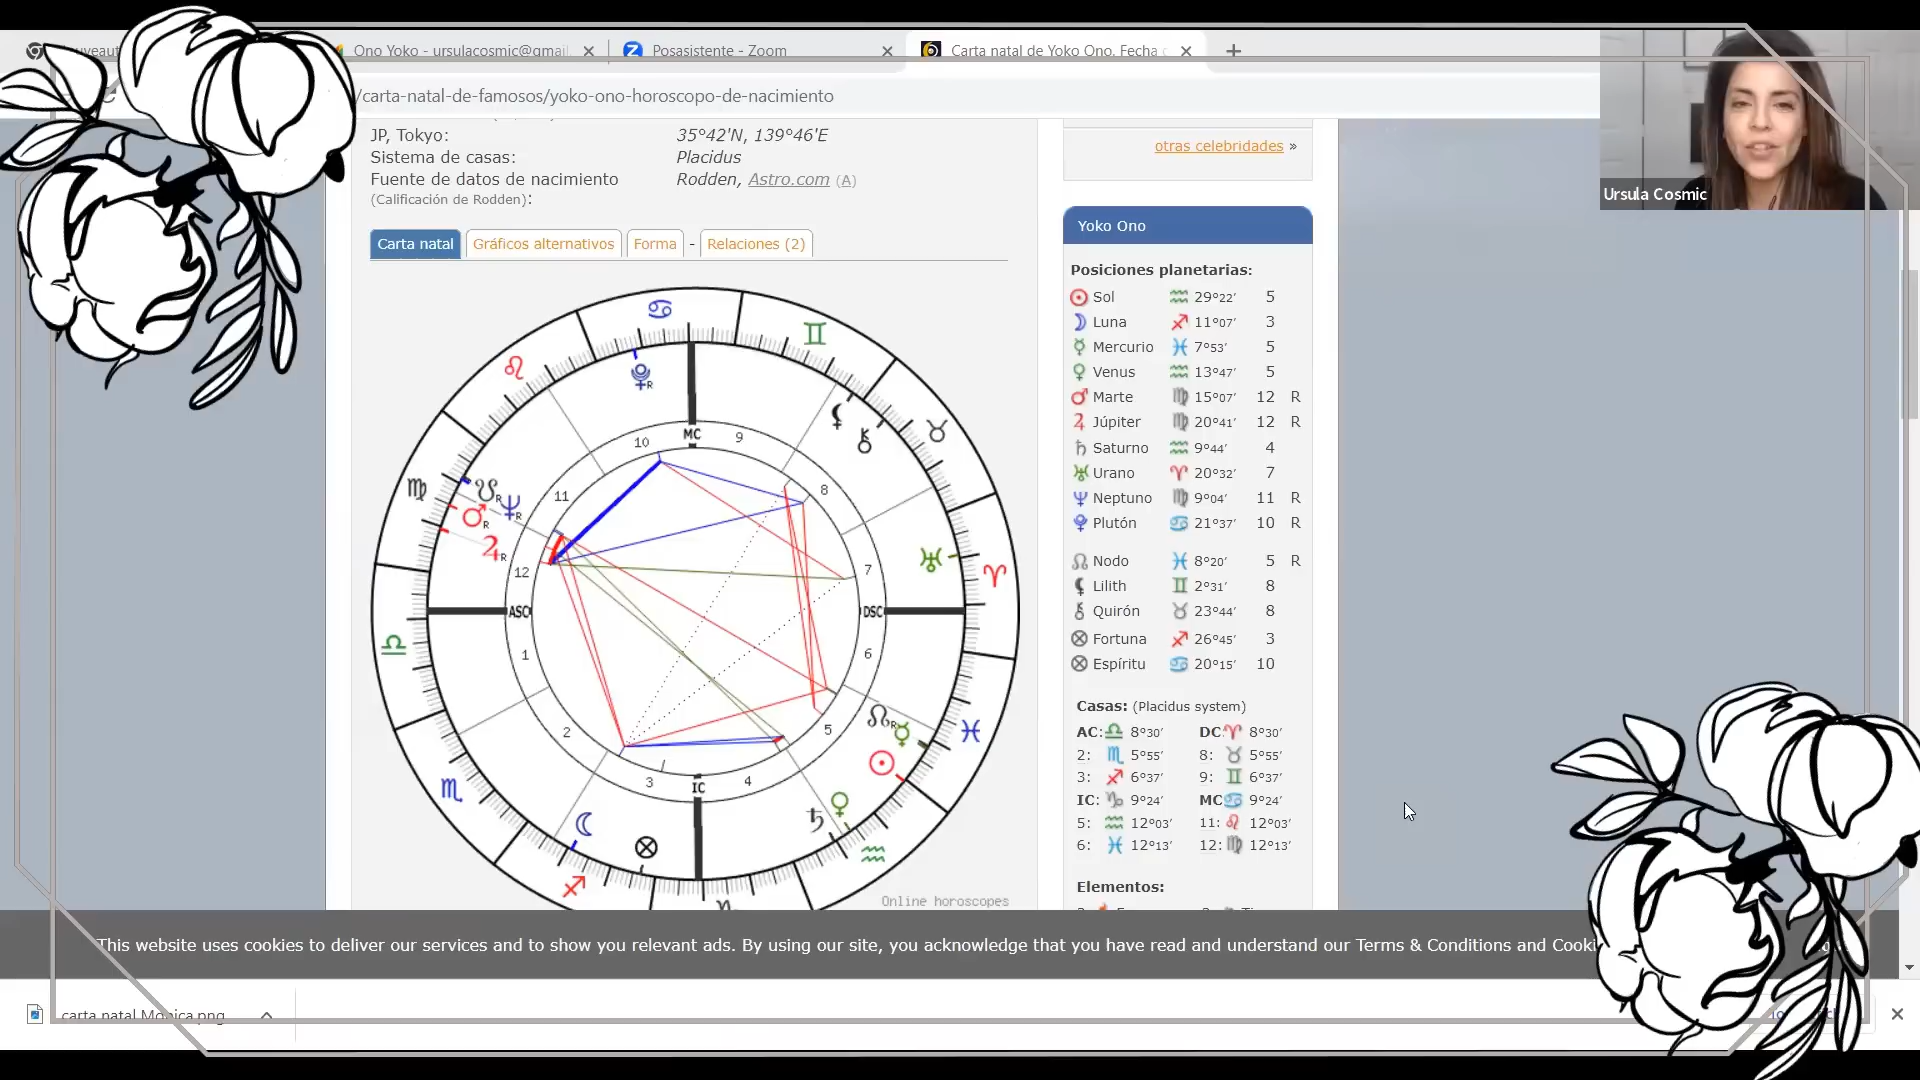 ouveaut
Ono Yoko - ursulacosmic@gmail.
Posasistente - Zoom
Carta natal de Yoko Ono. Fecha
/carta-natal-de-famosos/yoko-ono-horoscopo-de-nacimiento
Ursula Cosmic
JP, Tokyo: 35°42'N, 139°46'E
Sistema de casas: Placidus
Fuente de datos de nacimiento Rodden, Astro.com (A)
(Calificación de Rodden):
Carta natal Gráficos alternativos Forma - Relaciones (2)
otras celebridades »
MC
10 9
11 8
12 7
ASC DSC
1 6
2 5
3 4
IC
R
R
R
R
R
R
Online horoscopes
Yoko Ono
Posiciones planetarias:
Sol ♒ 29°22' 5
Luna ♐ 11°07' 3
Mercurio ♓ 7°53' 5
Venus ♒ 13°47' 5
Marte ♍ 15°07' 12 R
Júpiter ♍ 20°41' 12 R
Saturno ♒ 9°44' 4
Urano ♈ 20°32' 7
Neptuno ♍ 9°04' 11 R
Plutón ♋ 21°37' 10 R
Nodo ♓ 8°20' 5 R
Lilith ♊ 2°31' 8
Quirón ♉ 23°44' 8
Fortuna ♐ 26°45' 3
Espíritu ♋ 20°15' 10
Casas: (Placidus system)
AC: ♎ 8°30' DC ♈ 8°30'
2: ♏ 5°55' 8: ♉ 5°55'
3: ♐ 6°37' 9: ♊ 6°37'
IC: ♑ 9°24' MC ♋ 9°24'
5: ♒ 12°03' 11: ♌ 12°03'
6: ♓ 12°13' 12: ♍ 12°13'
Elementos:
This website uses cookies to deliver our services and to show you relevant ads. By using our site, you acknowledge that you have read and understand our Terms & Conditions and Cooki
carta natal Monica.png